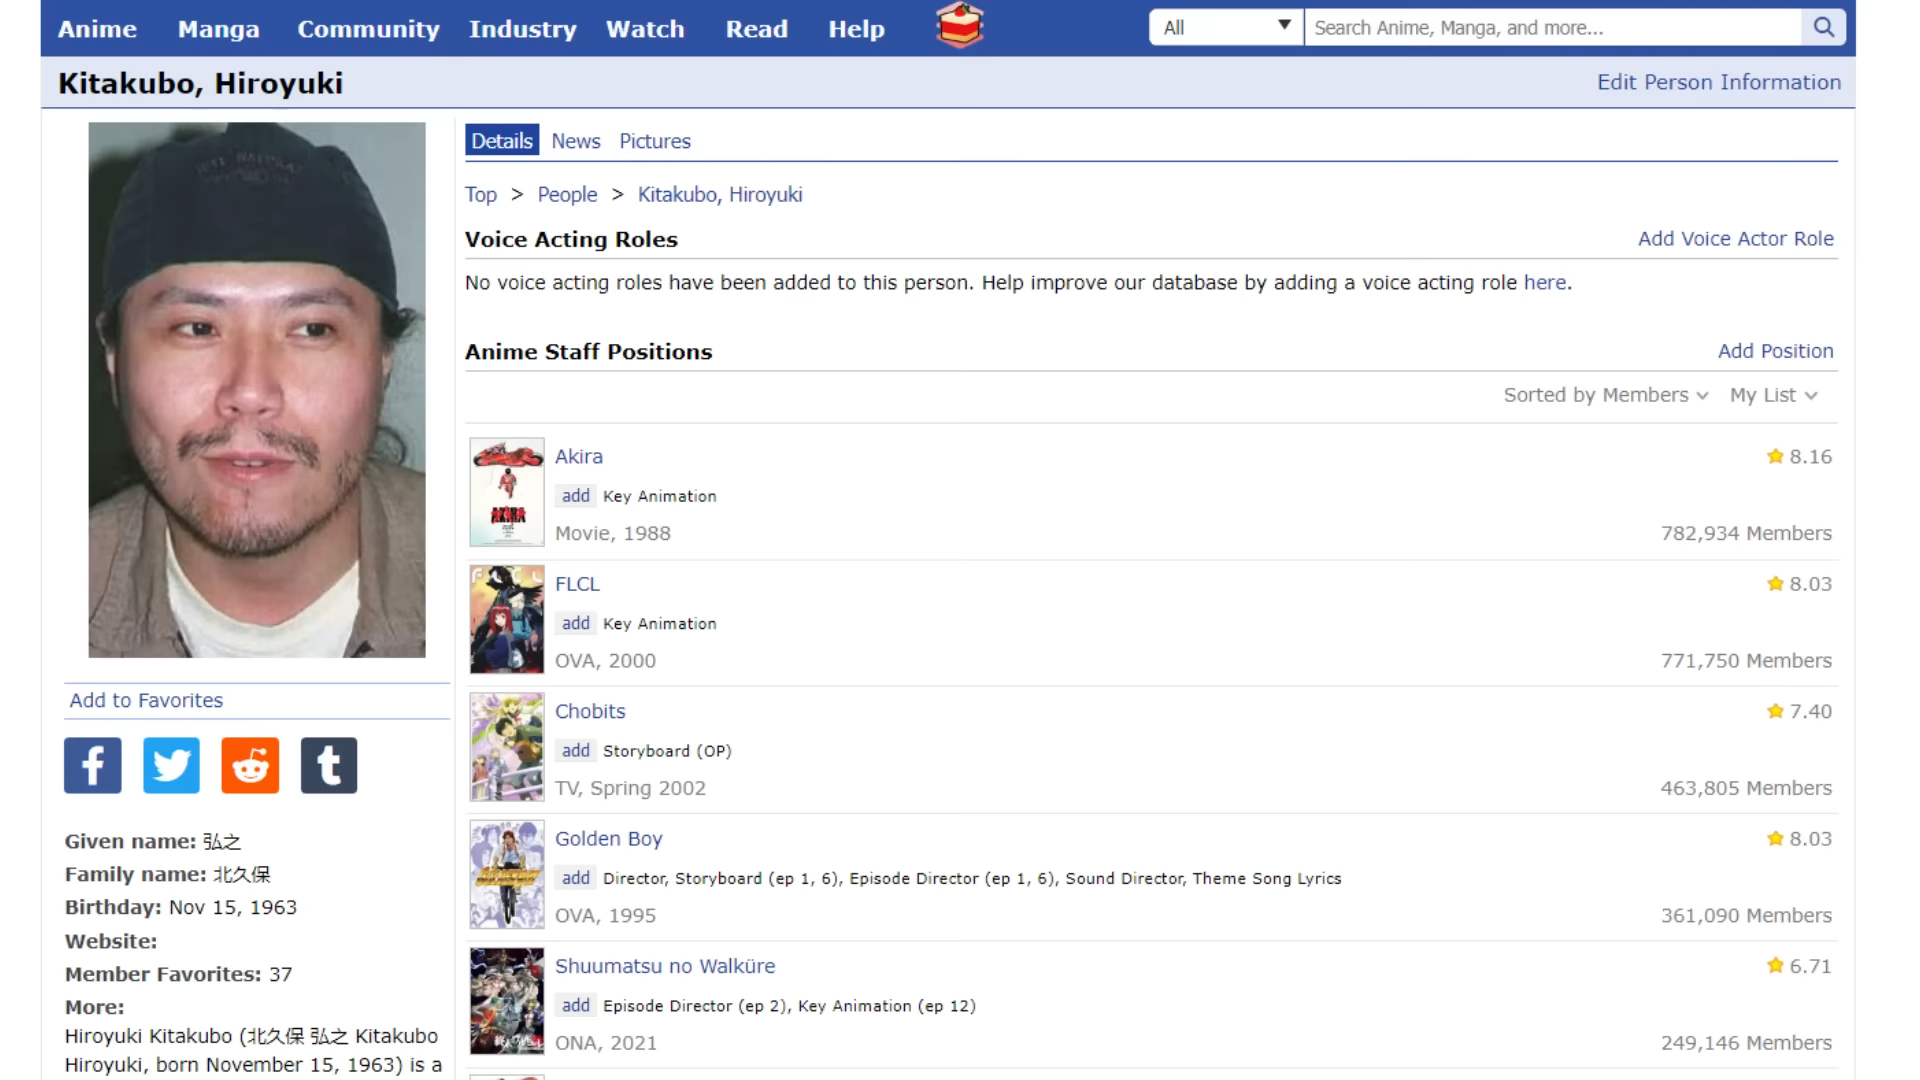 Anime Manga Community Industry Watch Read Help All Search Anime, Manga, and more...
Kitakubo, Hiroyuki Edit Person Information
Details News Pictures
Top > People > Kitakubo, Hiroyuki
Voice Acting Roles Add Voice Actor Role
No voice acting roles have been added to this person. Help improve our database by adding a voice acting role here.
Anime Staff Positions Add Position
Sorted by Members My List
Akira 8.16
add Key Animation
Movie, 1988 782,934 Members
FLCL 8.03
add Key Animation
OVA, 2000 771,750 Members
Chobits 7.40
add Storyboard (OP)
TV, Spring 2002 463,805 Members
Golden Boy 8.03
add Director, Storyboard (ep 1, 6), Episode Director (ep 1, 6), Sound Director, Theme Song Lyrics
OVA, 1995 361,090 Members
Shuumatsu no Walküre 6.71
add Episode Director (ep 2), Key Animation (ep 12)
ONA, 2021 249,146 Members
Add to Favorites
Given name: 弘之
Family name: 北久保
Birthday: Nov 15, 1963
Website:
Member Favorites: 37
More:
Hiroyuki Kitakubo (北久保 弘之 Kitakubo
Hiroyuki, born November 15, 1963) is a